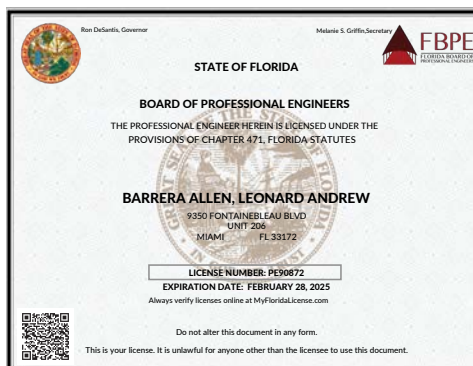 Ron DeSantis, Governor
Melanie S. Griffin,Secretary
FBPE
FLORIDA BOARD OF
PROFESSIONAL ENGINEERS
STATE OF FLORIDA
BOARD OF PROFESSIONAL ENGINEERS
THE PROFESSIONAL ENGINEER HEREIN IS LICENSED UNDER THE
PROVISIONS OF CHAPTER 471, FLORIDA STATUTES
BARRERA ALLEN, LEONARD ANDREW
9350 FONTAINEBLEAU BLVD
UNIT 206
MIAMI FL 33172
LICENSE NUMBER: PE90872
EXPIRATION DATE: FEBRUARY 28, 2025
Always verify licenses online at MyFloridaLicense.com
Do not alter this document in any form.
This is your license. It is unlawful for anyone other than the licensee to use this document.